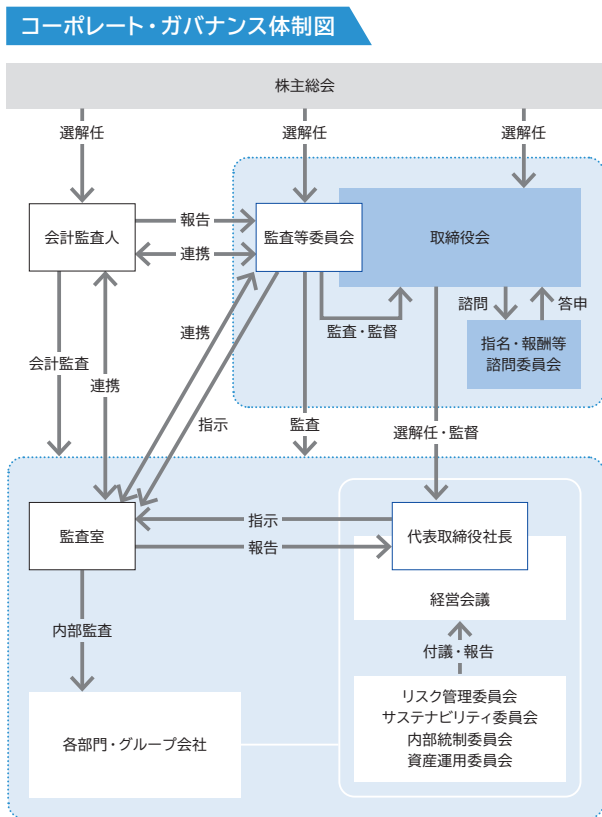 コーポレート・ガバナンス体制図
株主総会
選解任
選解任
選解任
会計監査人
報告
連携
監査等委員会
取締役会
監査・監督
諮問
答申
指名・報酬等
諮問委員会
会計監査
連携
連携
指示
監査
選解任・監督
監査室
指示
報告
代表取締役社長
経営会議
内部監査
付議・報告
各部門・グループ会社
リスク管理委員会
サステナビリティ委員会
内部統制委員会
資産運用委員会